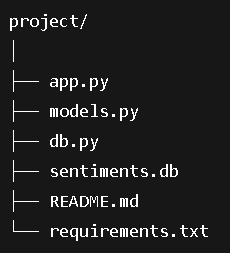 project/
│
├── app.py
├── models.py
├── db.py
├── sentiments.db
├── README.md
└── requirements.txt